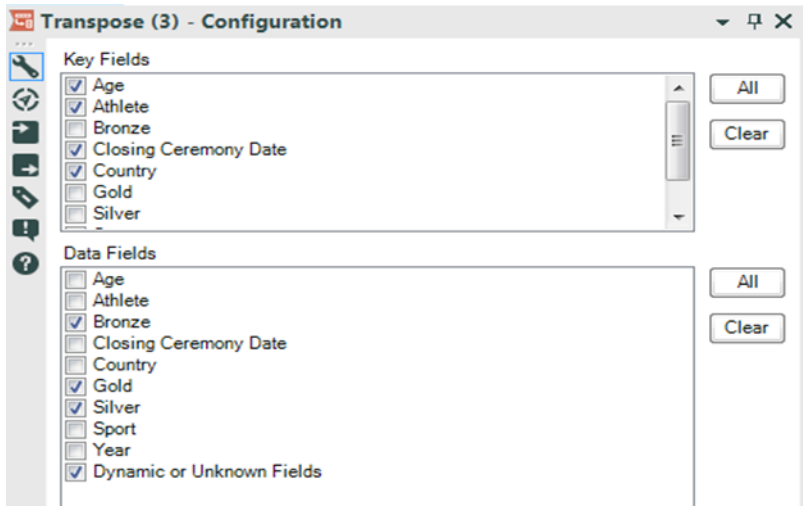 Transpose (3) - Configuration
Key Fields
Age
Athlete
Bronze
Closing Ceremony Date
Country
Gold
Silver
All
Clear
Data Fields
Age
Athlete
Bronze
Closing Ceremony Date
Country
Gold
Silver
Sport
Year
Dynamic or Unknown Fields
All
Clear